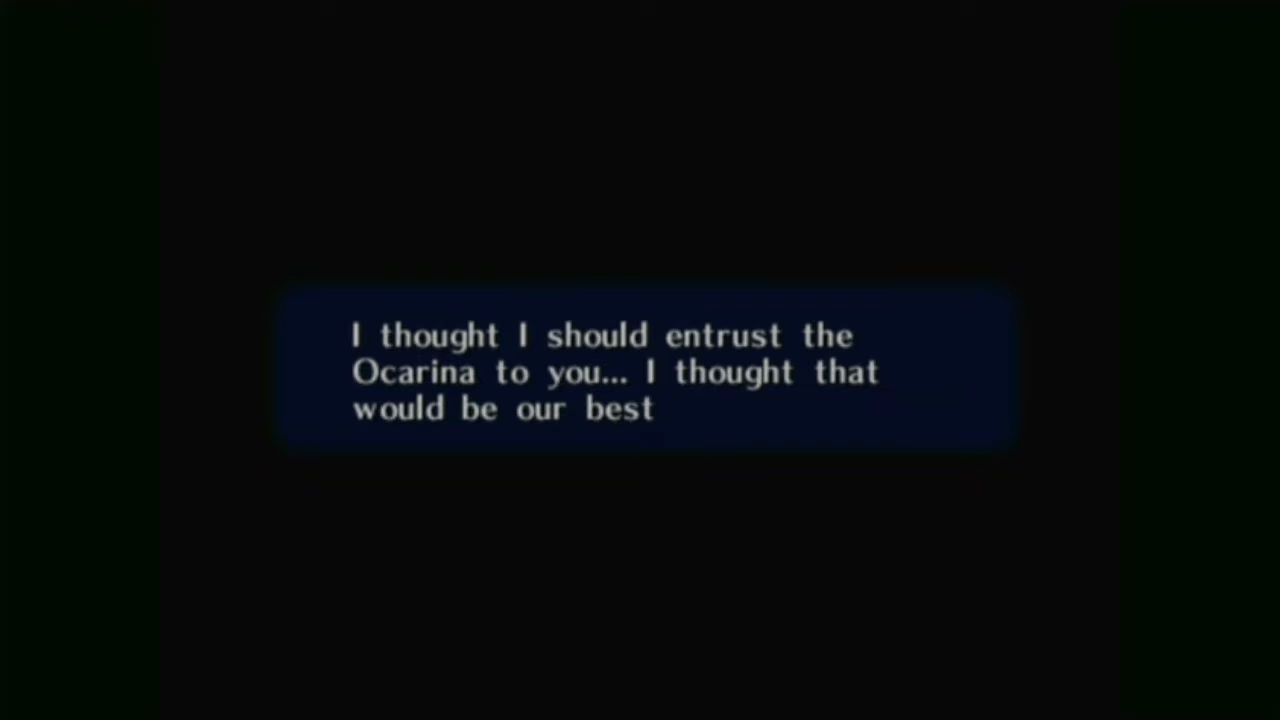 I thought I should entrust the
Ocarina to you... I thought that
would be our best